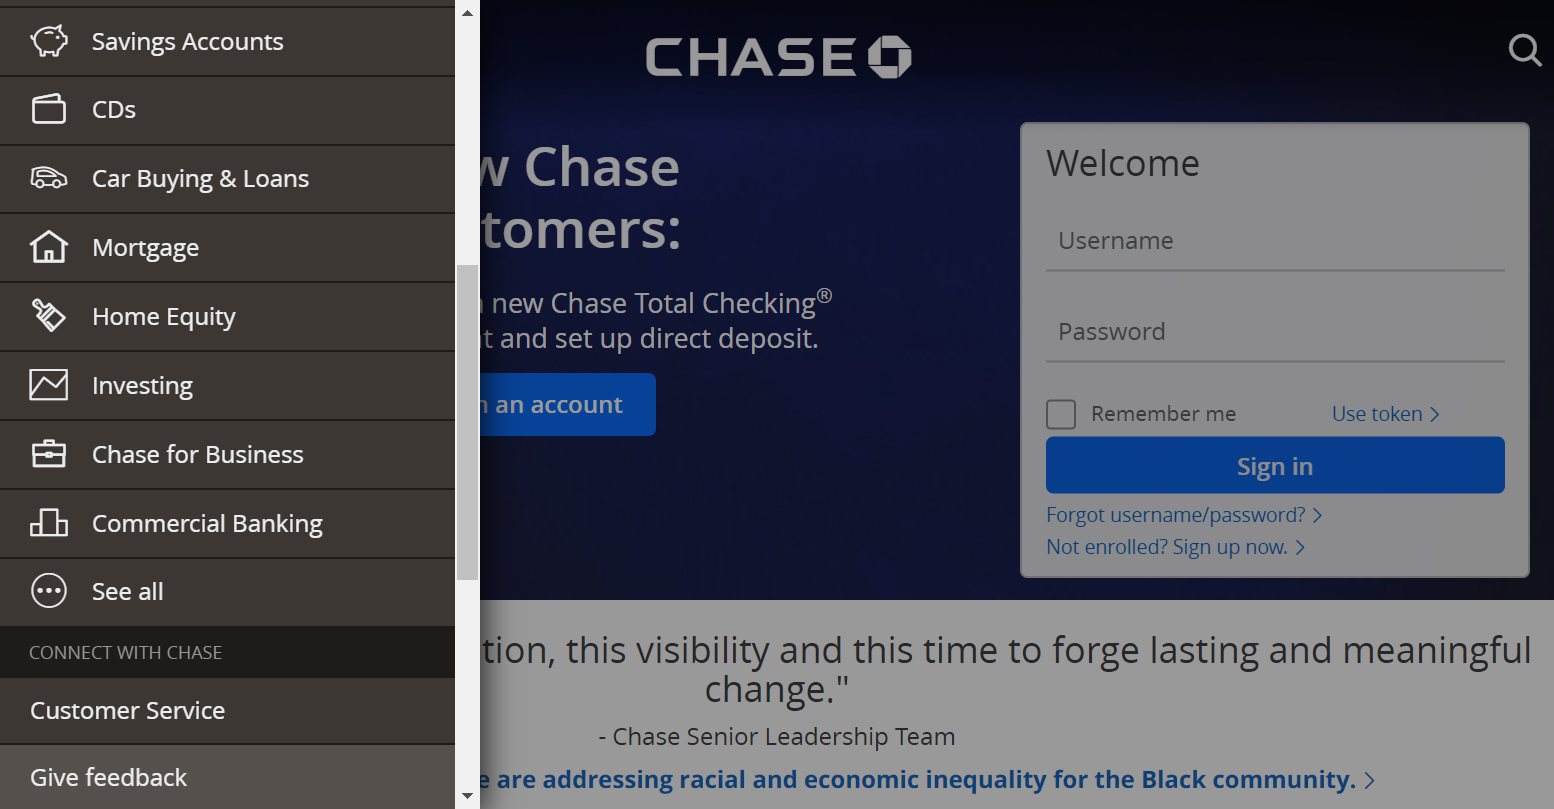 Savings Accounts
CDs
Car Buying & Loans
Mortgage
Home Equity
Investing
Chase for Business
Commercial Banking
See all
CONNECT WITH CHASE
Customer Service
Give feedback
CHASE
Chase
tomers:
new Chase Total Checking®
and set up direct deposit.
an account
Welcome
Username
Password
Remember me
Use token
Sign in
Forgot username/password?
Not enrolled? Sign up now.
tion, this visibility and this time to forge lasting and meaningful
change."
- Chase Senior Leadership Team
e are addressing racial and economic inequality for the Black community.